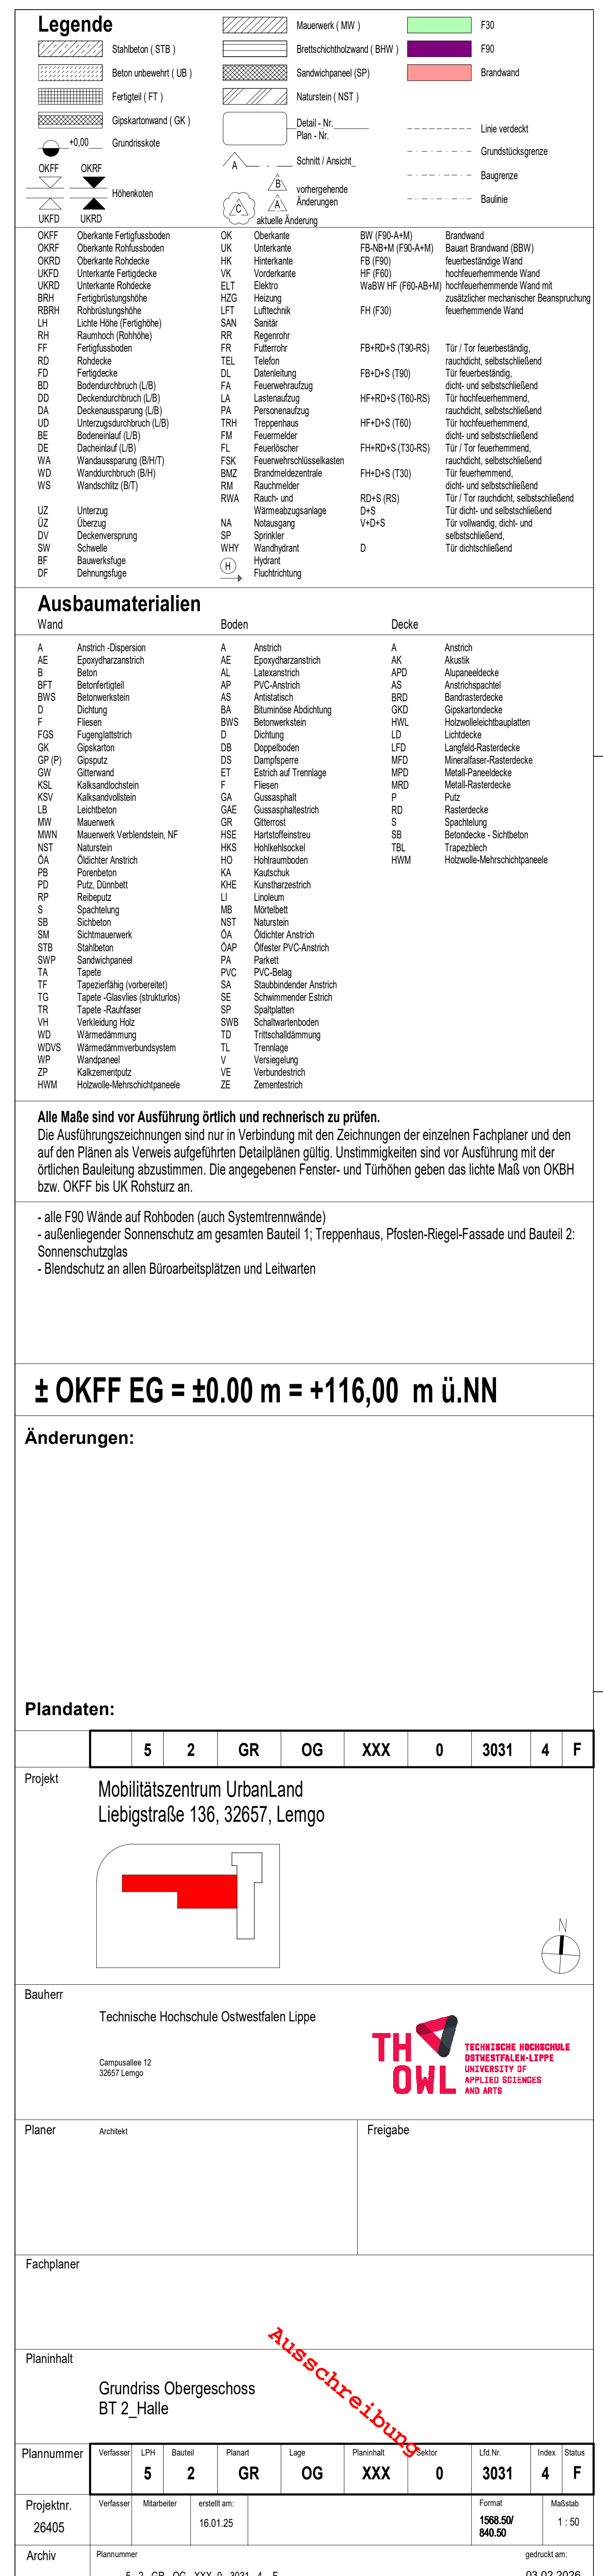 Legende
Stahlbeton ( STB )
Mauerwerk ( MW )
F30
Beton unbewehrt ( UB )
Brettschichtholzwand ( BHW )
F90
Fertigteil ( FT )
Sandwichpaneel (SP)
Brandwand
Gipskartonwand ( GK )
Naturstein ( NST )
+0,00
Grundrisskote
Detail - Nr.
Plan - Nr.
Linie verdeckt
OKFF OKRF
A
Schnitt / Ansicht
Grundstücksgrenze
Höhenkoten
B
A
vorhergehende
Änderungen
Baugrenze
C
Baulinie
UKFD UKRD
aktuelle Änderung
OKFF Oberkante Fertigfussboden
OKRF Oberkante Rohfussboden
OKRD Oberkante Rohdecke
UKFD Unterkante Fertigdecke
UKRD Unterkante Rohdecke
BRH Fertigbrüstungshöhe
RBRH Rohbrüstungshöhe
LH Lichte Höhe (Fertighöhe)
RH Raumhoch (Rohhöhe)
FF Fertigfussboden
RD Rohdecke
FD Fertigdecke
BD Bodendurchbruch (L/B)
DD Deckendurchbruch (L/B)
DA Deckenaussparung (L/B)
UD Unterzugsdurchbruch (L/B)
BE Bodeneinlauf (L/B)
DE Dacheinlauf (L/B)
WA Wandaussparung (B/H/T)
WD Wanddurchbruch (B/H)
WS Wandschlitz (B/T)
UZ Unterzug
ÜZ Überzug
DV Deckenversprung
SW Schwelle
BF Bauwerksfuge
DF Dehnungsfuge
OK Oberkante
UK Unterkante
HK Hinterkante
VK Vorderkante
ELT Elektro
HZG Heizung
LFT Lufttechnik
SAN Sanitär
RR Regenrohr
FR Futterrohr
TEL Telefon
DL Datenleitung
FA Feuerwehraufzug
LA Lastenaufzug
PA Personenaufzug
TRH Treppenhaus
FM Feuermelder
FL Feuerlöscher
FSK Feuerwehrschlüsselkasten
BMZ Brandmeldezentrale
RM Rauchmelder
RWA Rauch- und
Wärmeabzugsanlage
NA Notausgang
SP Sprinkler
WHY Wandhydrant
H Hydrant
Fluchtrichtung
BW (F90-A+M) Brandwand
FB-NB+M (F90-A+M) Bauart Brandwand (BBW)
FB (F90) feuerbeständige Wand
HF (F60) hochfeuerhemmende Wand
WaBW HF (F60-AB+M) hochfeuerhemmende Wand mit
zusätzlicher mechanischer Beanspruchung
FH (F30) feuerhemmende Wand
FB+RD+S (T90-RS) Tür / Tor feuerbeständig,
rauchdicht, selbstschließend
FB+D+S (T90) Tür feuerbeständig,
dicht- und selbstschließend
HF+RD+S (T60-RS) Tür hochfeuerhemmend,
rauchdicht, selbstschließend
HF+D+S (T60) Tür hochfeuerhemmend,
dicht- und selbstschließend
FH+RD+S (T30-RS) Tür / Tor feuerhemmend,
rauchdicht, selbstschließend
FH+D+S (T30) Tür feuerhemmend,
dicht- und selbstschließend
RD+S (RS) Tür / Tor rauchdicht, selbstschließend
D+S Tür dicht- und selbstschließend
V+D+S Tür vollwandig, dicht- und
selbstschließend,
D Tür dichtschließend
Ausbaumaterialien
Wand
A Anstrich -Dispersion
AE Epoxydharzanstrich
B Beton
BFT Betonfertigteil
BWS Betonwerkstein
D Dichtung
F Fliesen
FGS Fugenglattstrich
GK Gipskarton
GP (P) Gipsputz
GW Gitterwand
KSL Kalksandlochstein
KSV Kalksandvollstein
LB Leichtbeton
MW Mauerwerk
MWN Mauerwerk Verblendstein, NF
NST Naturstein
ÖA Öldichter Anstrich
PB Porenbeton
PD Putz, Dünnbett
RP Reibeputz
S Spachtelung
SB Sichbeton
SM Sichtmauerwerk
STB Stahlbeton
SWP Sandwichpaneel
TA Tapete
TF Tapezierfähig (vorbereitet)
TG Tapete -Glasvlies (strukturlos)
TR Tapete -Rauhfaser
VH Verkleidung Holz
WD Wärmedämmung
WDVS Wärmedämmverbundsystem
WP Wandpaneel
ZP Kalkzementputz
HWM Holzwolle-Mehrschichtpaneele
Boden
A Anstrich
AE Epoxydharzanstrich
AL Latexanstrich
AP PVC-Anstrich
AS Antistatisch
BA Bituminöse Abdichtung
BWS Betonwerkstein
D Dichtung
DB Doppelboden
DS Dampfsperre
ET Estrich auf Trennlage
F Fliesen
GA Gussasphalt
GAE Gussasphaltestrich
GR Gitterrost
HSE Hartstoffeinstreu
HKS Hohlkehlsockel
HO Hohlraumboden
KA Kautschuk
KHE Kunstharzestrich
LI Linoleum
MB Mörtelbett
NST Naturstein
ÖA Öldichter Anstrich
ÖAP Ölfester PVC-Anstrich
PA Parkett
PVC PVC-Belag
SA Staubbindender Anstrich
SE Schwimmender Estrich
SP Spaltplatten
SWB Schaltwartenboden
TD Trittschalldämmung
TL Trennlage
V Versiegelung
VE Verbundestrich
ZE Zementestrich
Decke
A Anstrich
AK Akustik
APD Alupaneeldecke
AS Anstrichspachtel
BRD Bandrasterdecke
GKD Gipskartondecke
HWL Holzwolleleichtbauplatten
LD Lichtdecke
LFD Langfeld-Rasterdecke
MFD Mineralfaser-Rasterdecke
MPD Metall-Paneeldecke
MRD Metall-Rasterdecke
P Putz
RD Rasterdecke
S Spachtelung
SB Betondecke - Sichtbeton
TBL Trapezblech
HWM Holzwolle-Mehrschichtpaneele
Alle Maße sind vor Ausführung örtlich und rechnerisch zu prüfen.
Die Ausführungszeichnungen sind nur in Verbindung mit den Zeichnungen der einzelnen Fachplaner und den
auf den Plänen als Verweis aufgeführten Detailplänen gültig. Unstimmigkeiten sind vor Ausführung mit der
örtlichen Bauleitung abzustimmen. Die angegebenen Fenster- und Türhöhen geben das lichte Maß von OKBH
bzw. OKFF bis UK Rohsturz an.
- alle F90 Wände auf Rohboden (auch Systemtrennwände)
- außenliegender Sonnenschutz am gesamten Bauteil 1; Treppenhaus, Pfosten-Riegel-Fassade und Bauteil 2:
Sonnenschutzglas
- Blendschutz an allen Büroarbeitsplätzen und Leitwarten
± OKFF EG = ±0.00 m = +116,00 m ü.NN
Änderungen:
Plandaten:
5 2 GR OG XXX 0 3031 4 F
Projekt
Mobilitätszentrum UrbanLand
Liebigstraße 136, 32657, Lemgo
N
Bauherr
Technische Hochschule Ostwestfalen Lippe
Campusallee 12
32657 Lemgo
TH OWL
TECHNISCHE HOCHSCHULE
OSTWESTFALEN-LIPPE
UNIVERSITY OF
APPLIED SCIENCES
AND ARTS
Planer
Architekt
Freigabe
Fachplaner
Ausschreibung
Planinhalt
Grundriss Obergeschoss
BT 2_Halle
Plannummer
Verfasser LPH Bauteil Planart Lage Planinhalt Sektor Lfd.Nr. Index Status
5 2 GR OG XXX 0 3031 4 F
Projektnr.
26405
Verfasser Mitarbeiter erstellt am:
16.01.25
Format
1568.50/
840.50
Maßstab
1 : 50
Archiv
Plannummer
gedruckt am:
5 2 GR OG XXX 0 3031 4 F
03.02.2026